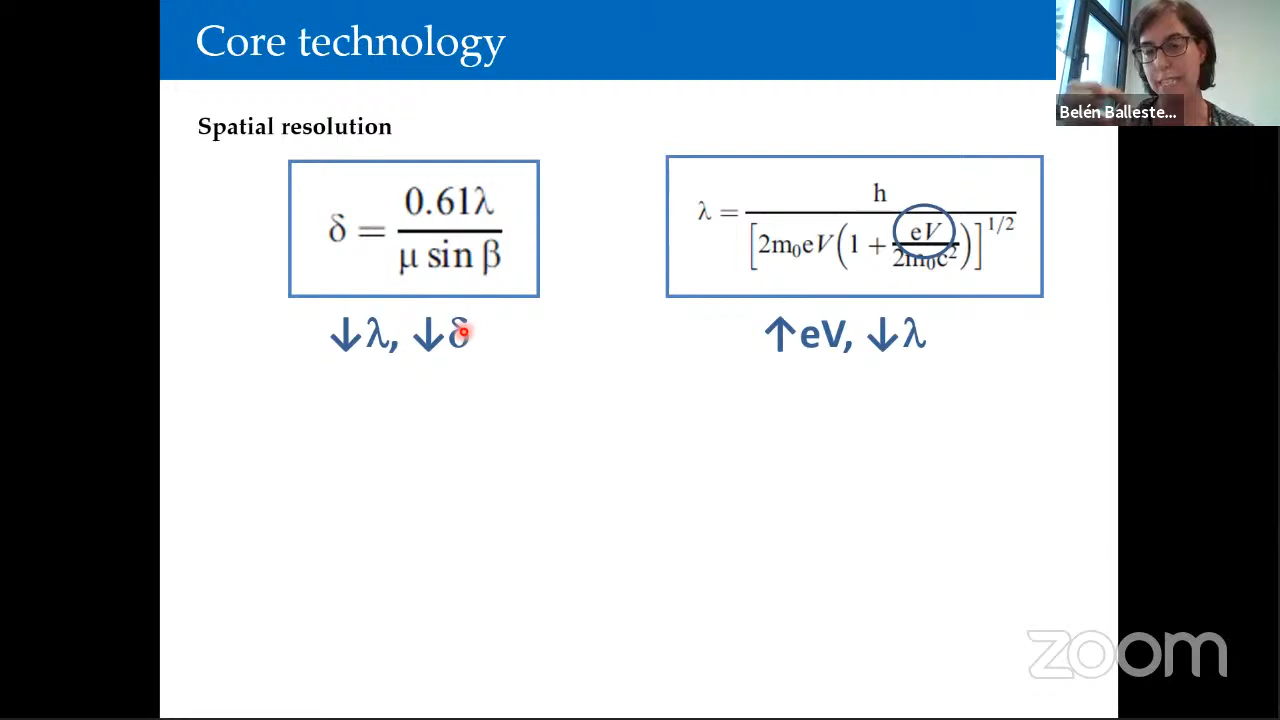 Core technology
Belén Balleste...
Spatial resolution
δ = 0.61λ / μ sin β
λ = h / [2m₀eV(1 + eV / 2m₀c²)]^1/2
↓λ, ↓δ
↑eV, ↓λ
zoom